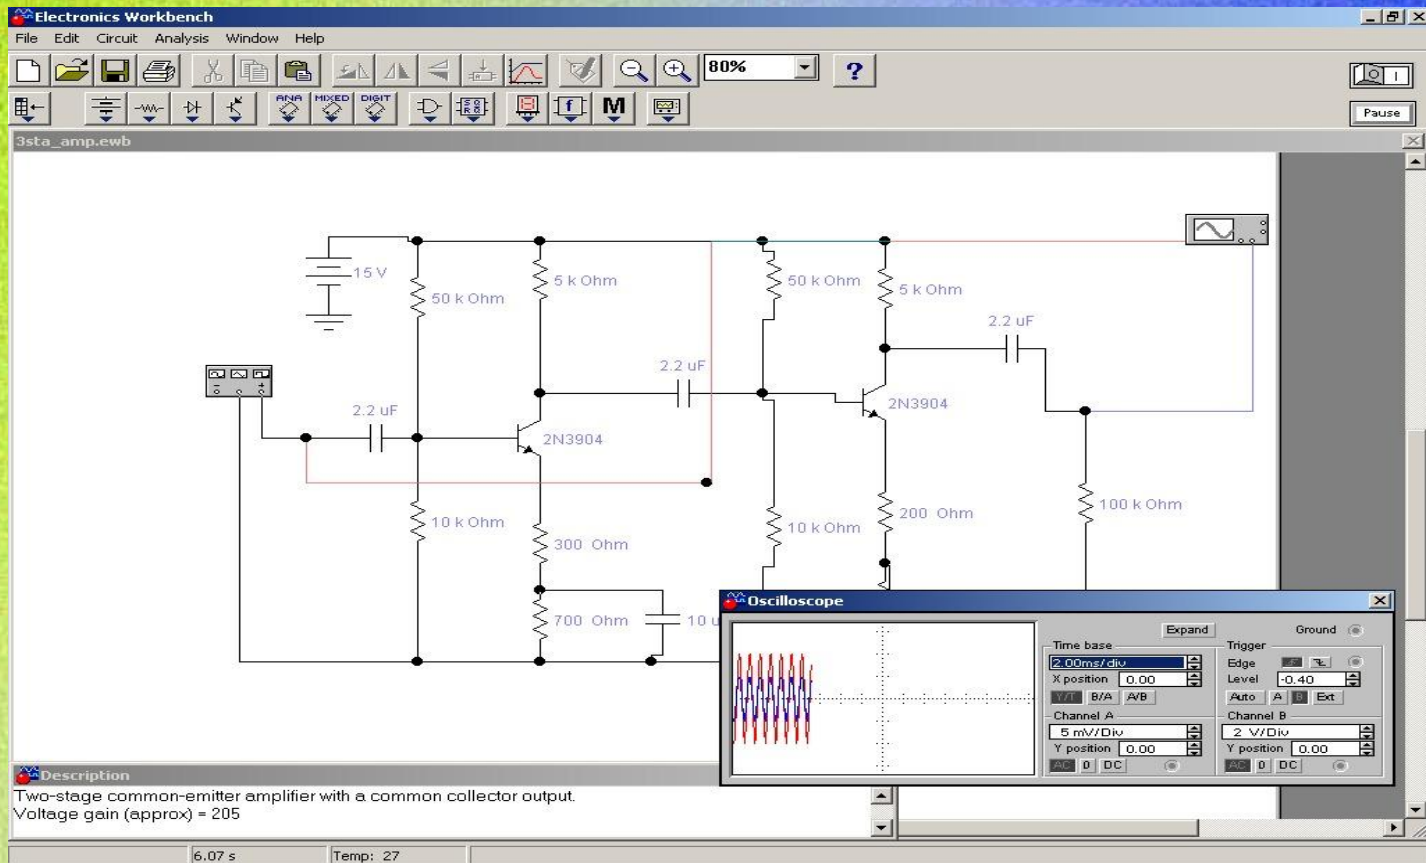 Electronics Workbench
File Edit Circuit Analysis Window Help
80%
?
ANA MIXED DIGIT
f M
Pause
3sta_amp.ewb
15 V
50 k Ohm
5 k Ohm
50 k Ohm
5 k Ohm
2.2 uF
2.2 uF
2.2 uF
2N3904
2N3904
10 k Ohm
300 Ohm
700 Ohm
10 k Ohm
200 Ohm
100 k Ohm
10 u
Oscilloscope
Expand
Ground
Time base
2.00ms/div
X position 0.00
Y/T B/A A/B
Trigger
Edge
Level -0.40
Auto A B Ext
Channel A
5 mV/Div
Y position 0.00
AC 0 DC
Channel B
2 V/Div
Y position 0.00
AC 0 DC
Description
Two-stage common-emitter amplifier with a common collector output.
Voltage gain (approx) = 205
6.07 s
Temp: 27